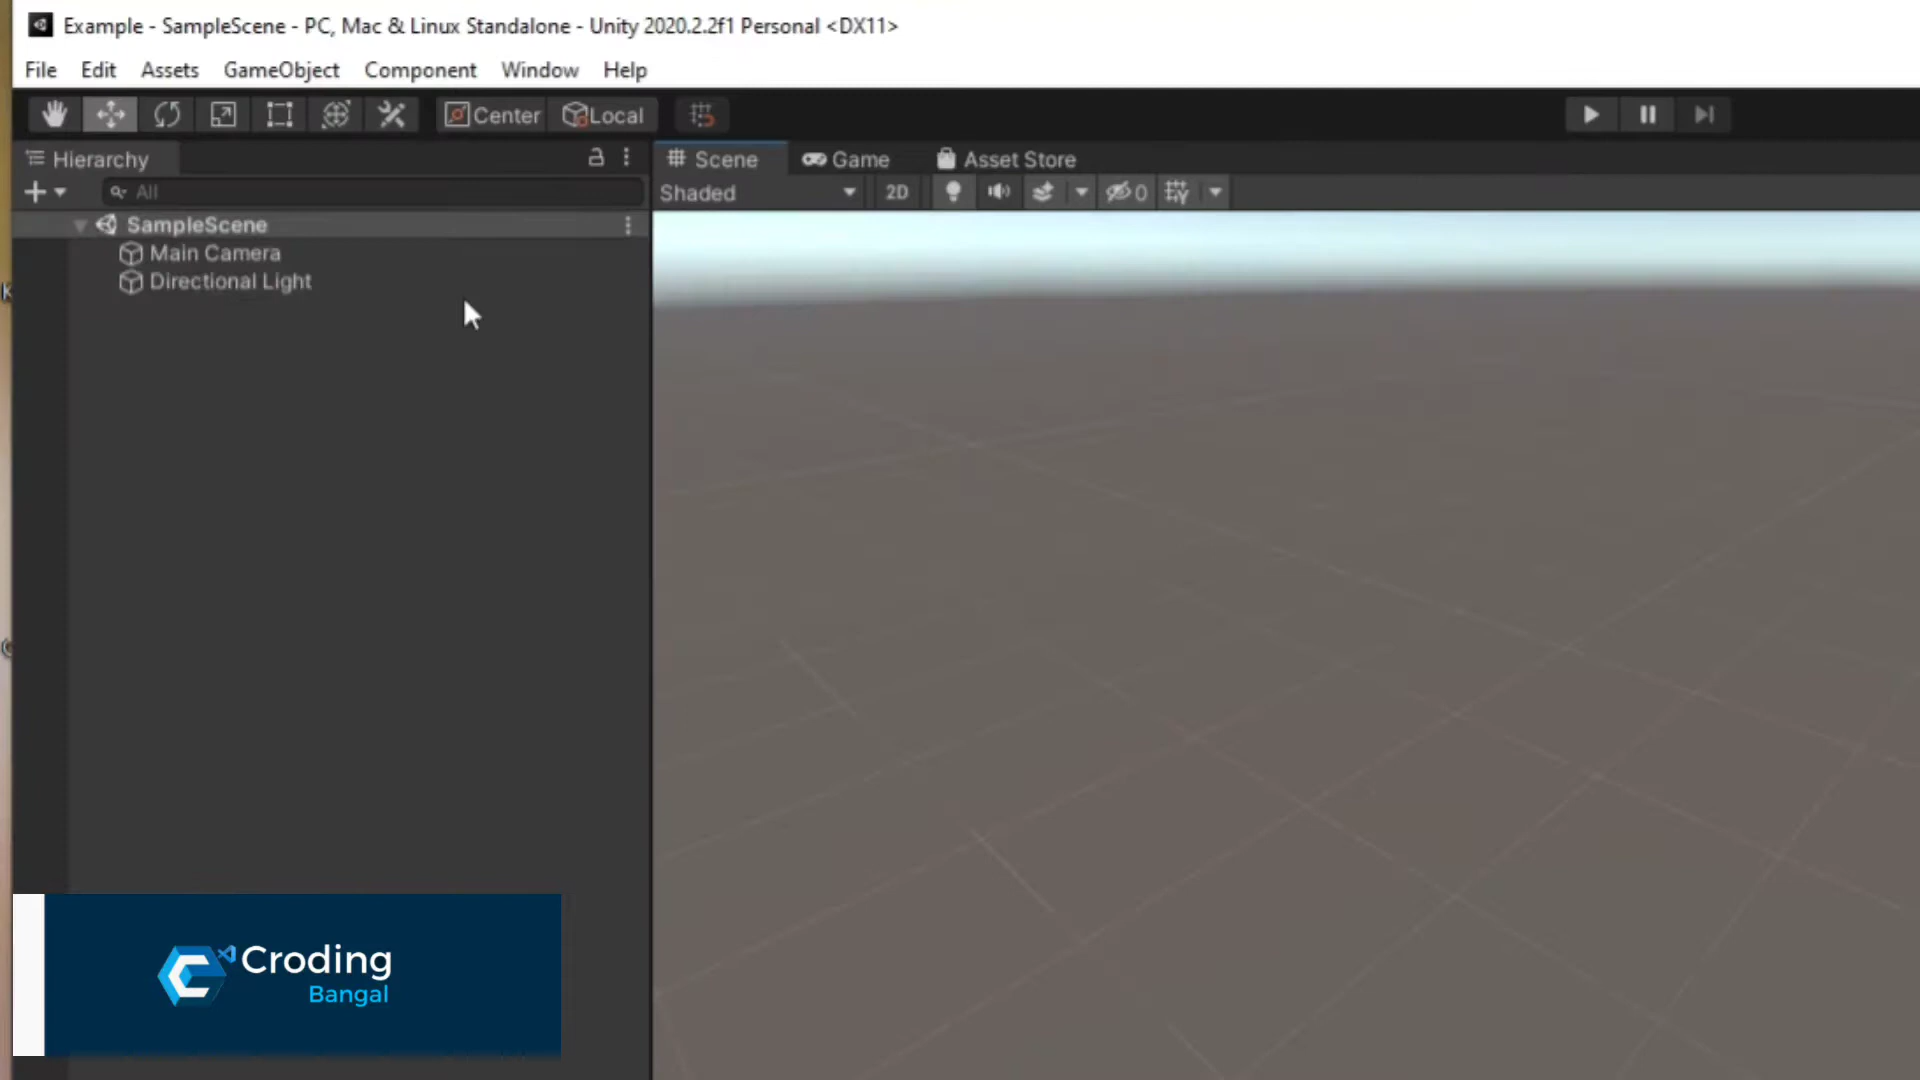 Example - SampleScene - PC, Mac & Linux Standalone - Unity 2020.2.2f1 Personal <DX11>
File Edit Assets GameObject Component Window Help
Center Local
Hierarchy
Scene Game Asset Store
All
Shaded 2D 0
SampleScene
Main Camera
Directional Light
Croding
Bangal